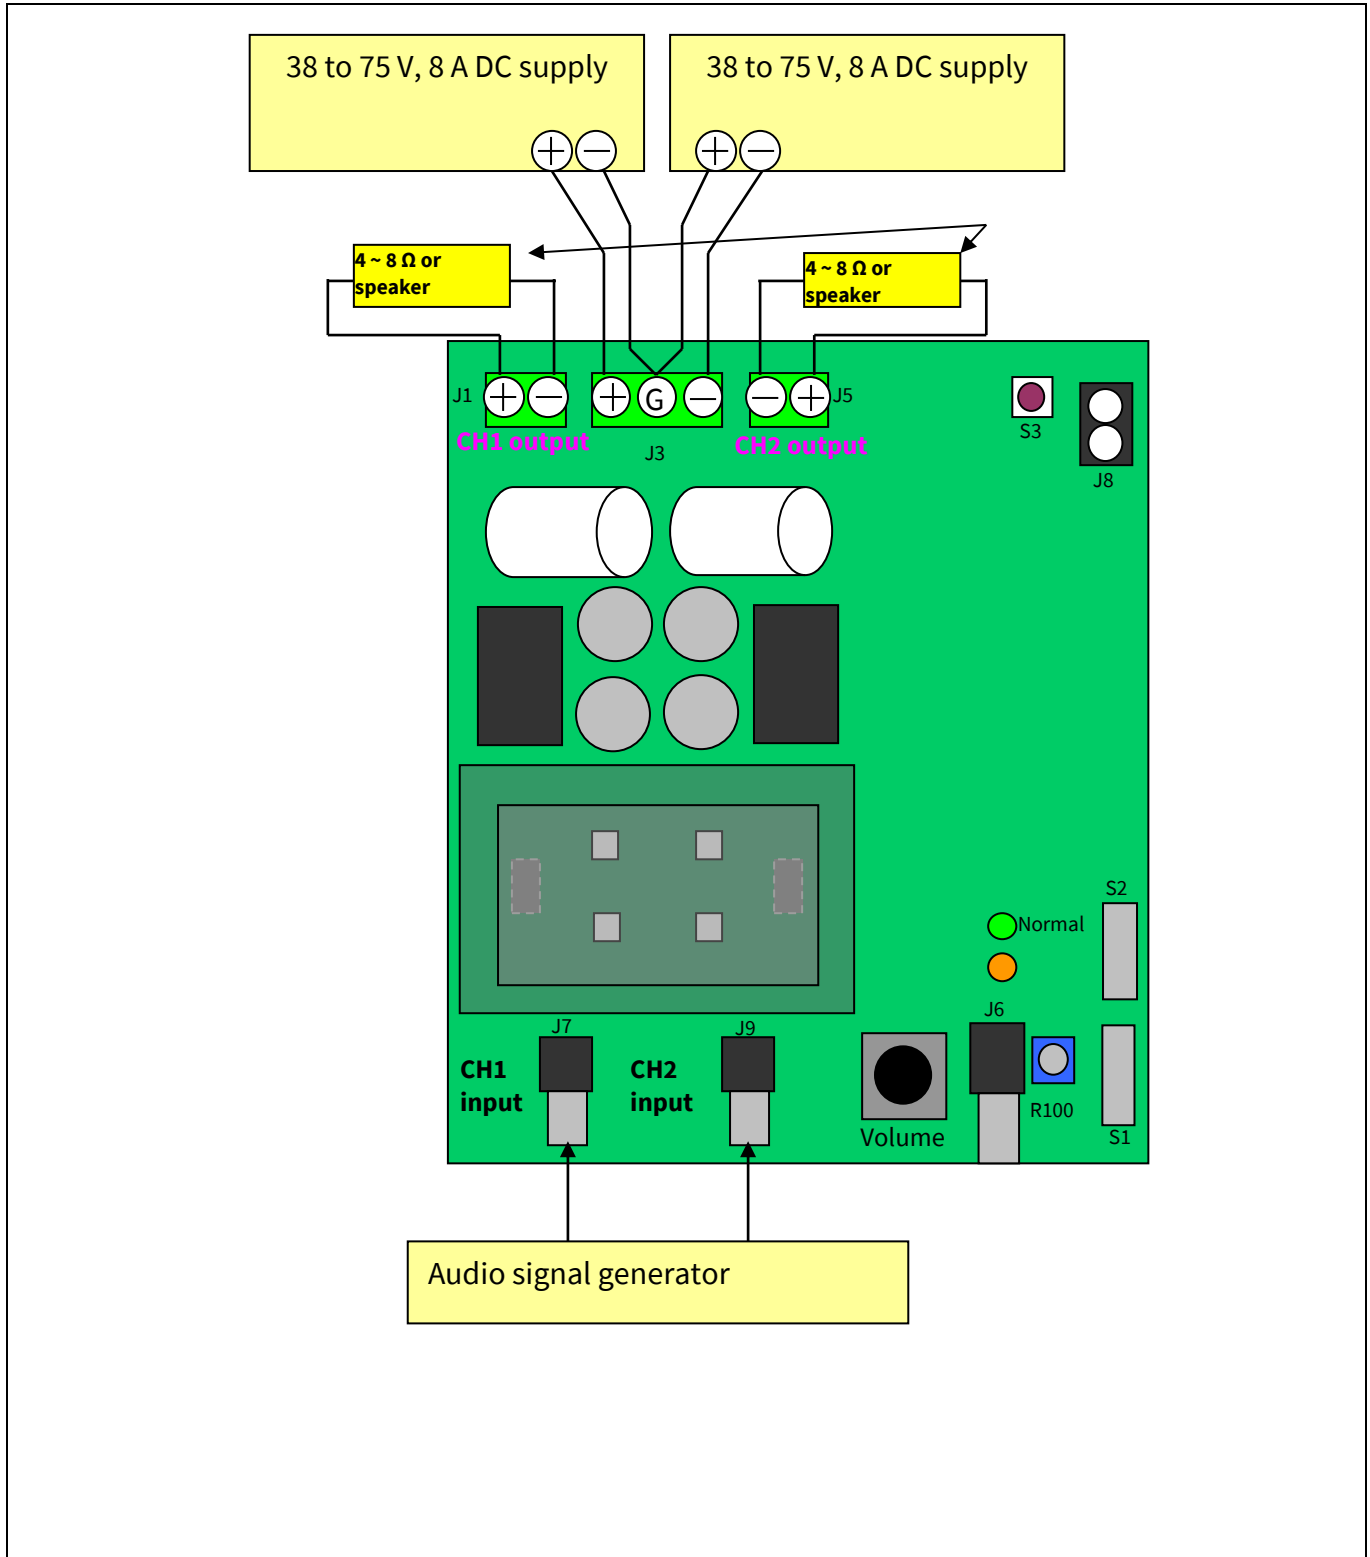 38 to 75 V, 8 A DC supply
38 to 75 V, 8 A DC supply
4 ~ 8 Ω or
speaker
4 ~ 8 Ω or
speaker
J1
G
J5
CH1 output
J3
CH2 output
S3
J8
S2
Normal
J6
J7
J9
CH1
input
CH2
input
R100
Volume
S1
Audio signal generator